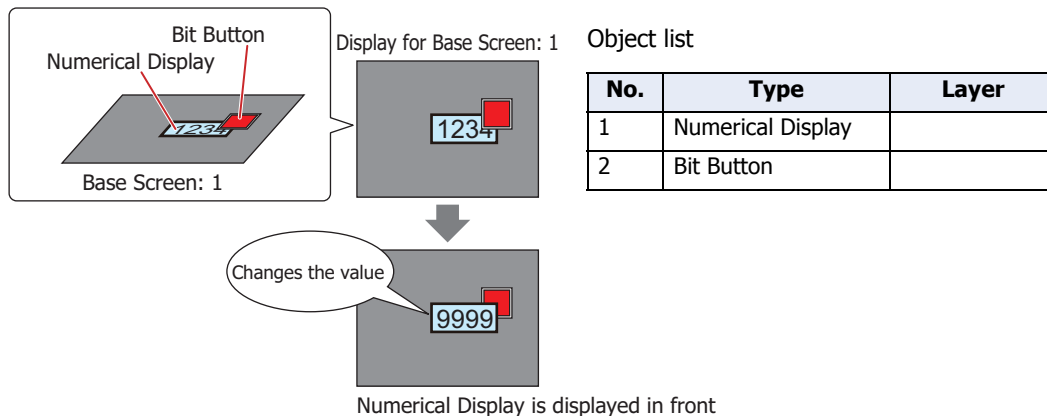 Bit Button
Numerical Display
1234
Base Screen: 1
Display for Base Screen: 1
1234
Changes the value
9999
Numerical Display is displayed in front
Object list
No. Type Layer
1 Numerical Display
2 Bit Button